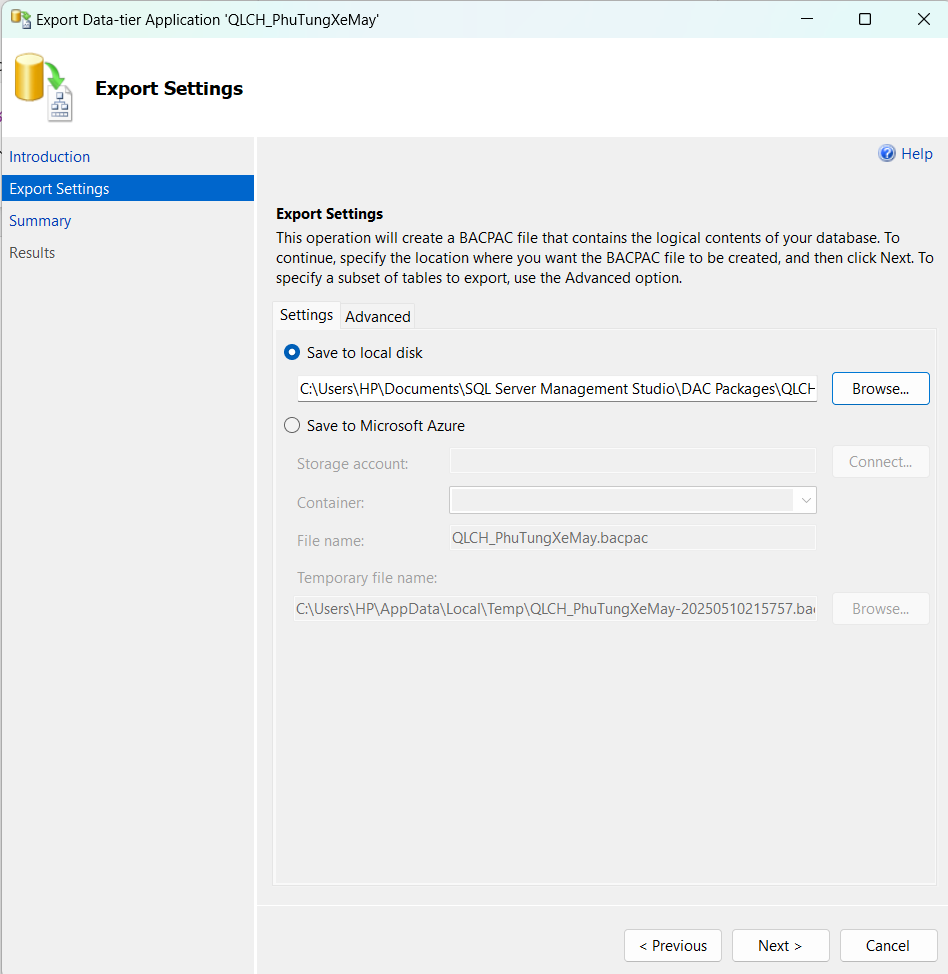 Export Data-tier Application 'QLCH_PhuTungXeMay'
Export Settings
Introduction
Export Settings
Summary
Results
Help
Export Settings
This operation will create a BACPAC file that contains the logical contents of your database. To
continue, specify the location where you want the BACPAC file to be created, and then click Next. To
specify a subset of tables to export, use the Advanced option.
Settings
Advanced
Save to local disk
C:\Users\HP\Documents\SQL Server Management Studio\DAC Packages\QLCH
Browse...
Save to Microsoft Azure
Storage account:
Connect...
Container:
File name:
QLCH_PhuTungXeMay.bacpac
Temporary file name:
C:\Users\HP\AppData\Local\Temp\QLCH_PhuTungXeMay-20250510215757.bac
Browse...
< Previous
Next >
Cancel